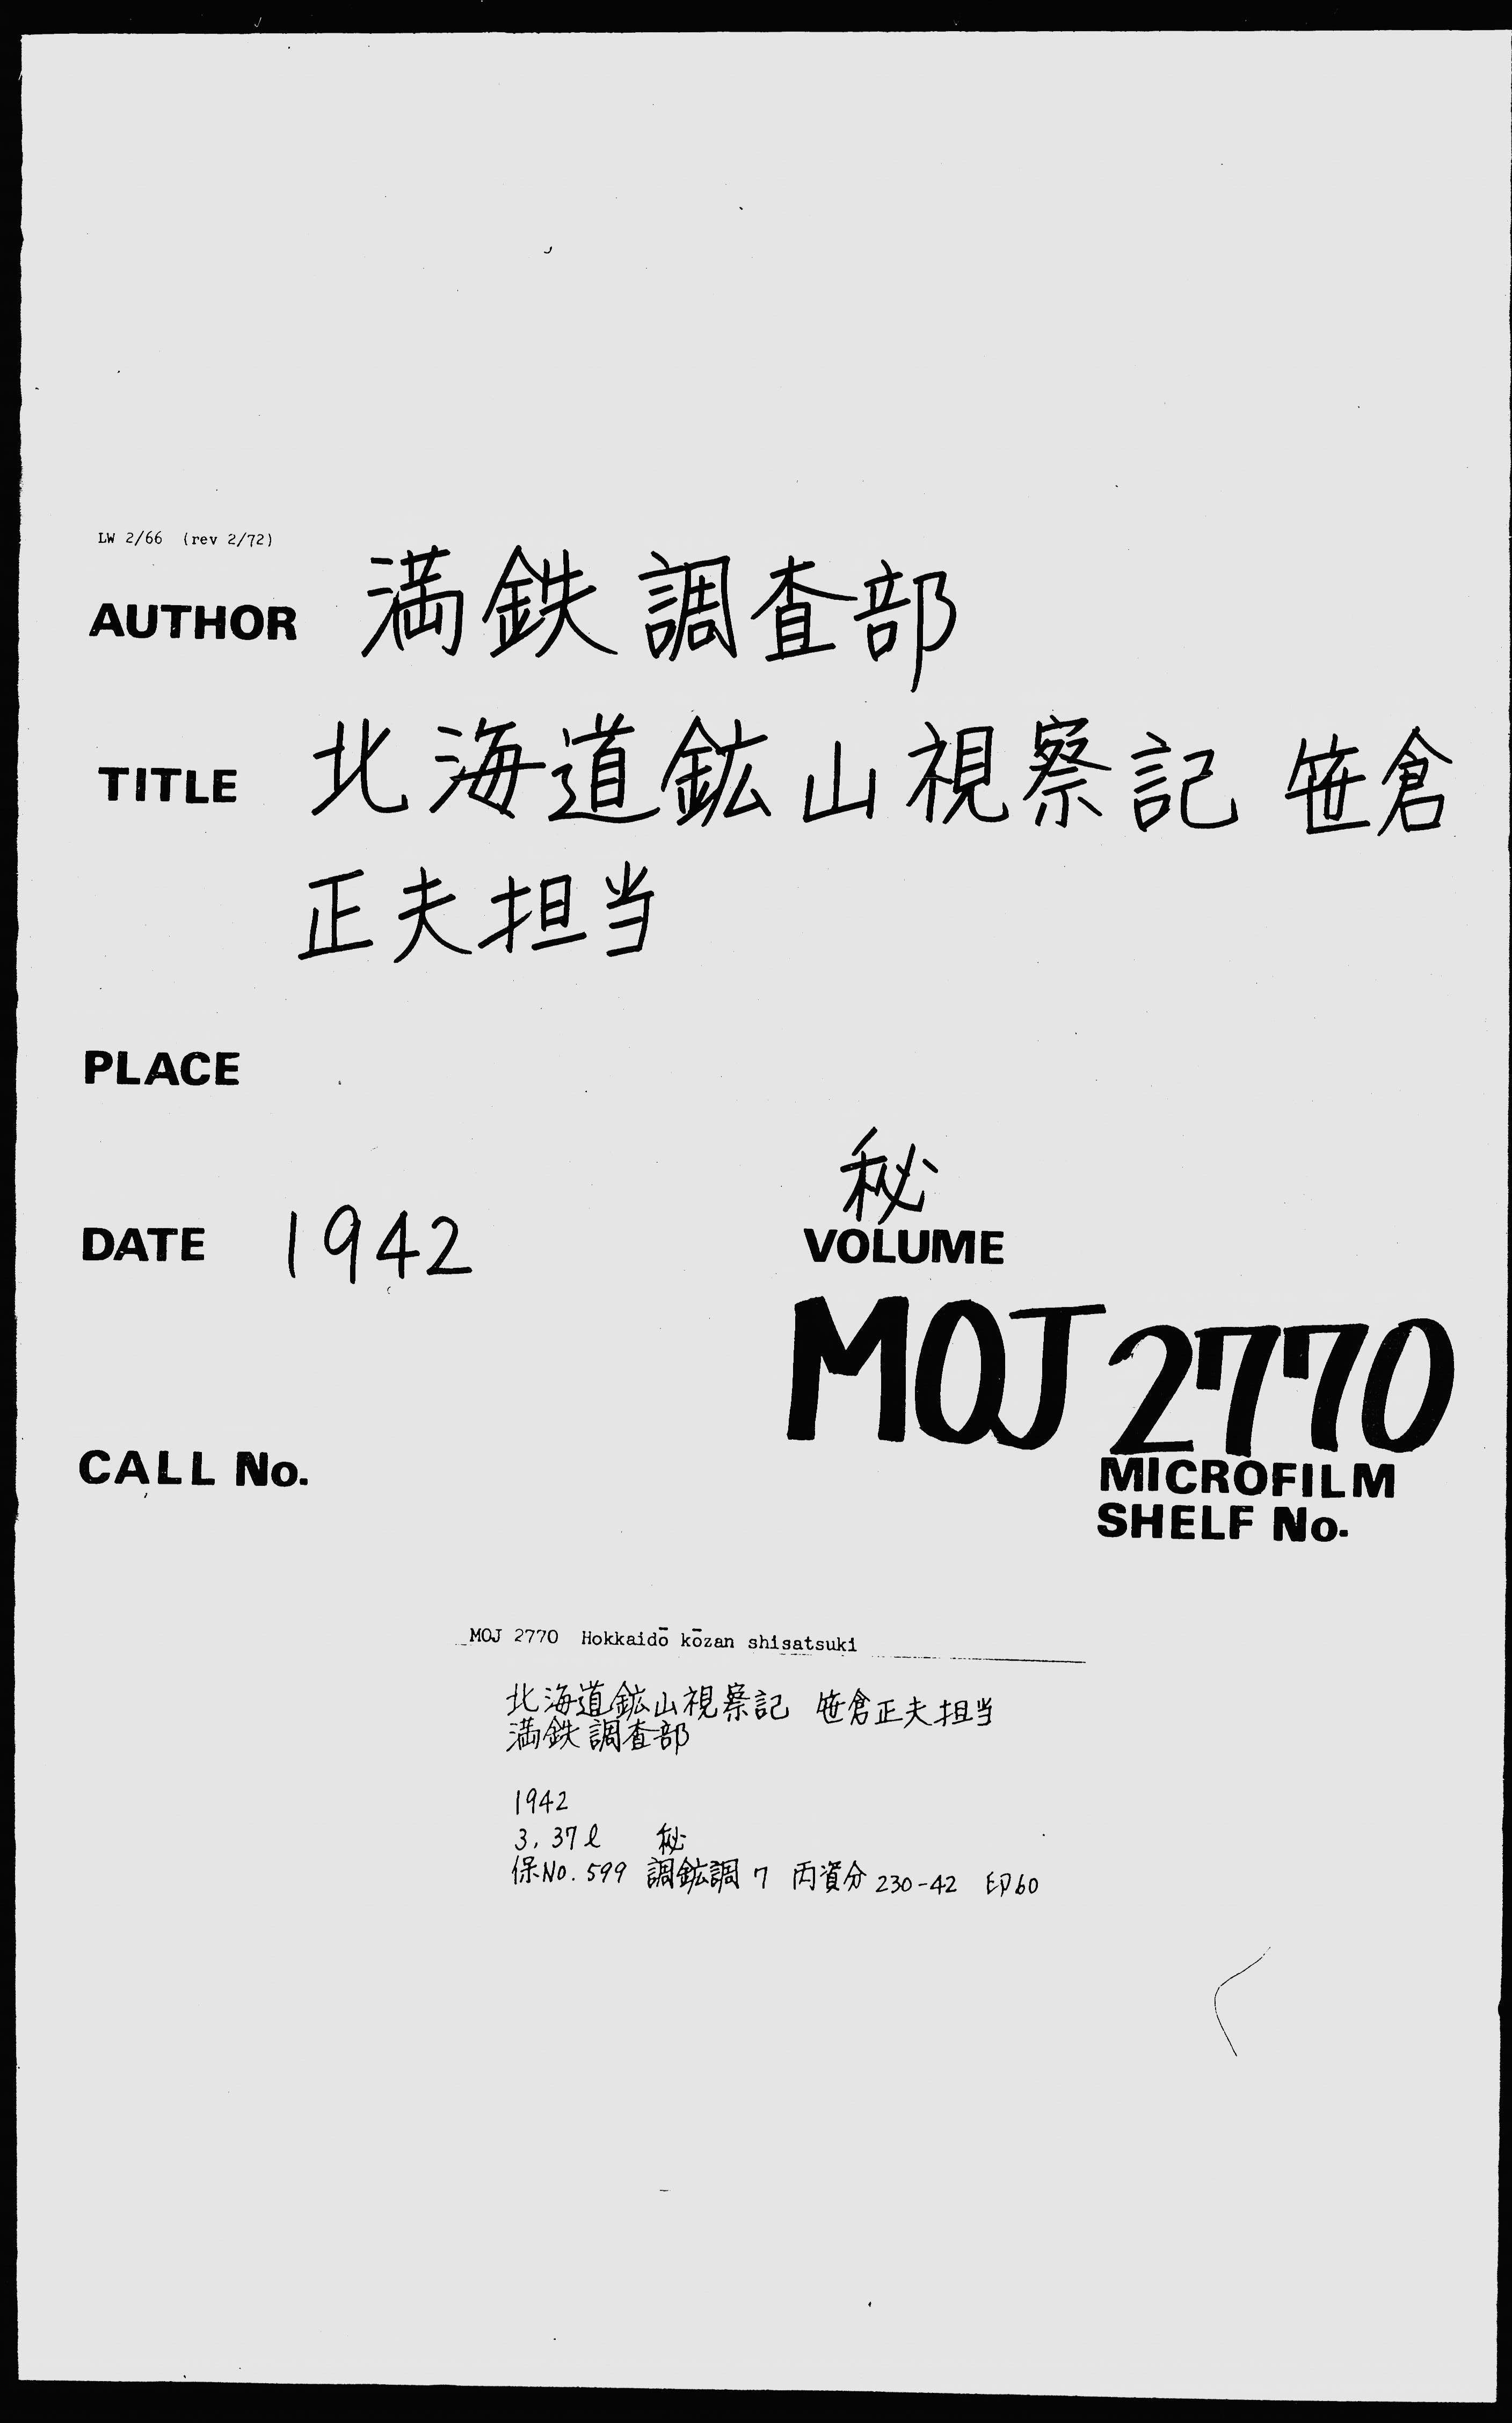 LW 2/66 (rev 2/72)
AUTHOR 満鉄調査部
TITLE 北海道鉱山視察記 笹倉
正夫担当
PLACE
秘
DATE 1942 VOLUME
MOJ 2770
CALL No. MICROFILM
SHELF No.
MOJ 2770 Hokkaidō kōzan shisatsuki
北海道鉱山視察記 笹倉正夫担当
満鉄調査部
1942
3, 37ℓ 秘
保No. 599 調鉱調 7 丙資分 230-42 印60